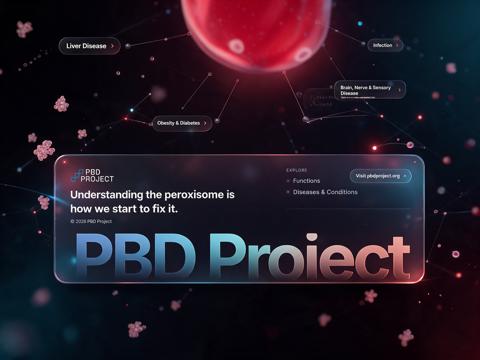 Liver Disease
Infection
Brain, Nerve & Sensory
Disease
Obesity & Diabetes
PBD
PROJECT
Understanding the peroxisome is
how we start to fix it.
© 2026 PBD Project
EXPLORE
Functions
Diseases & Conditions
Visit pbdproject.org
PBD Project